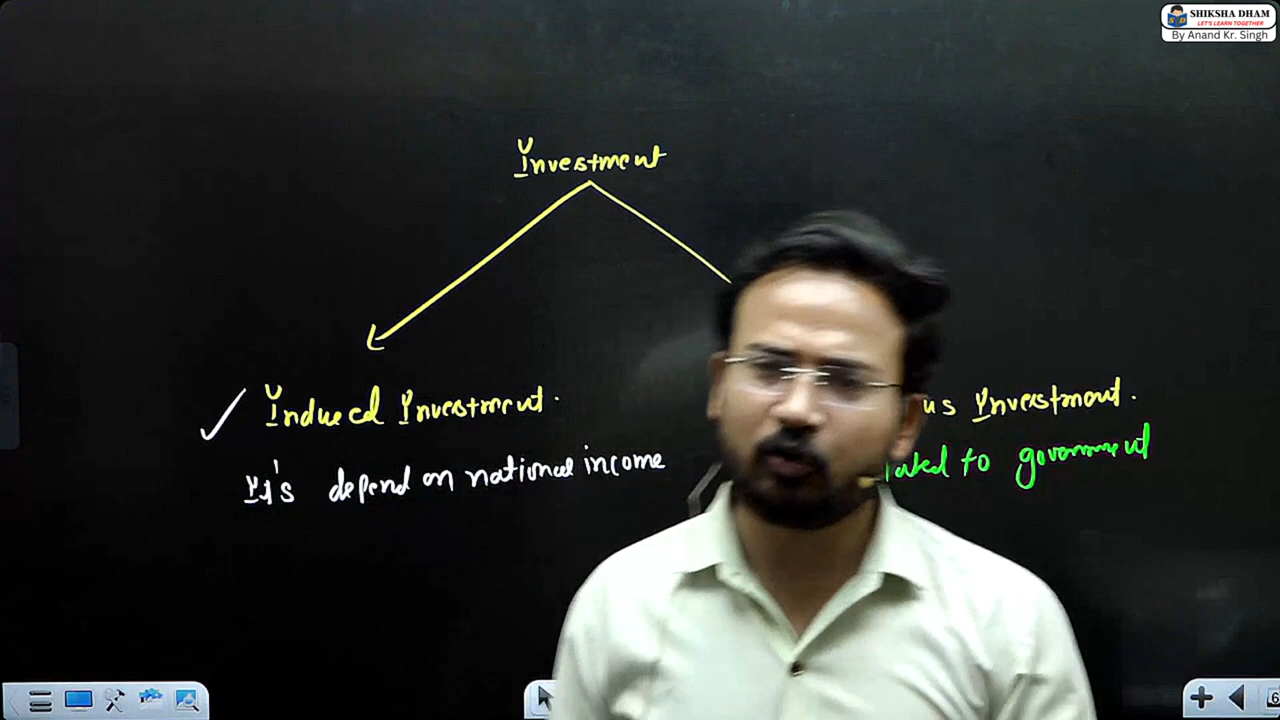 SHIKSHA DHAM
LET'S LEARN TOGETHER
By Anand Kr. Singh
Investment
Induced Investment.
us Investment.
It's depend on national income
lated to government
6